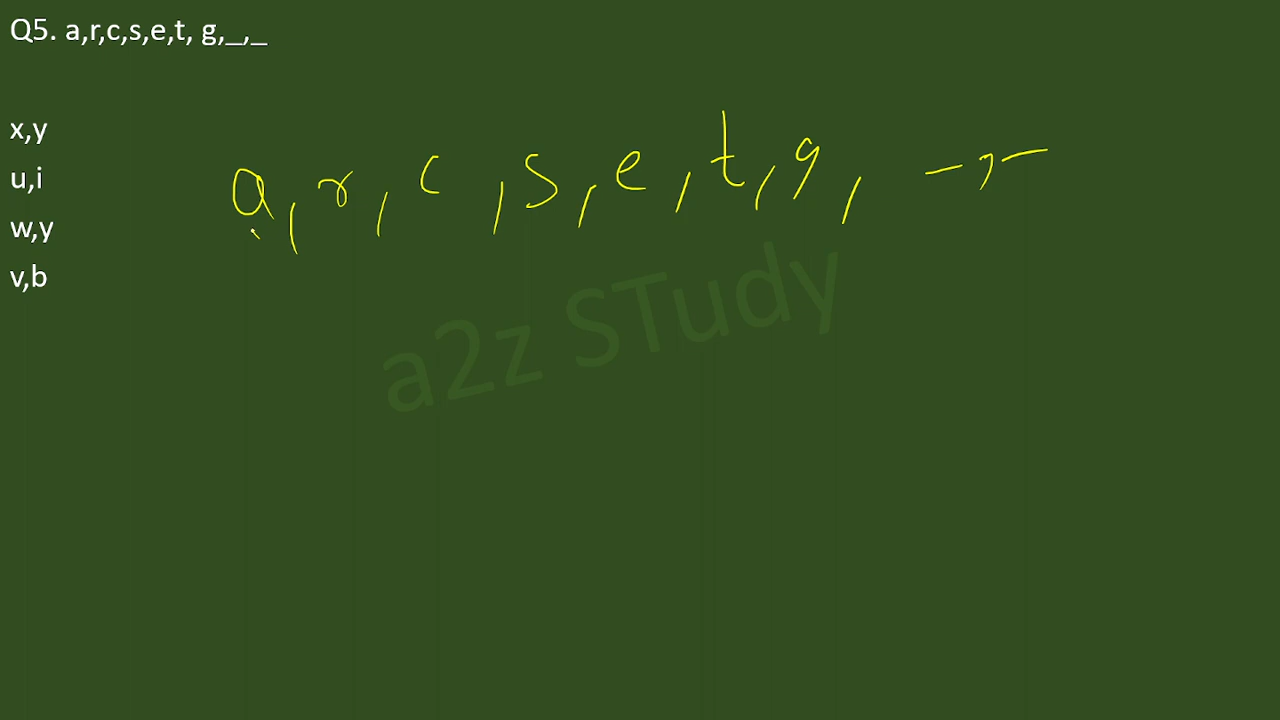 Q5. a,r,c,s,e,t, g,_,_
x,y
a, r, c, s, e, t, g, _,_
u,i
w,y
v,b
a2z STudy